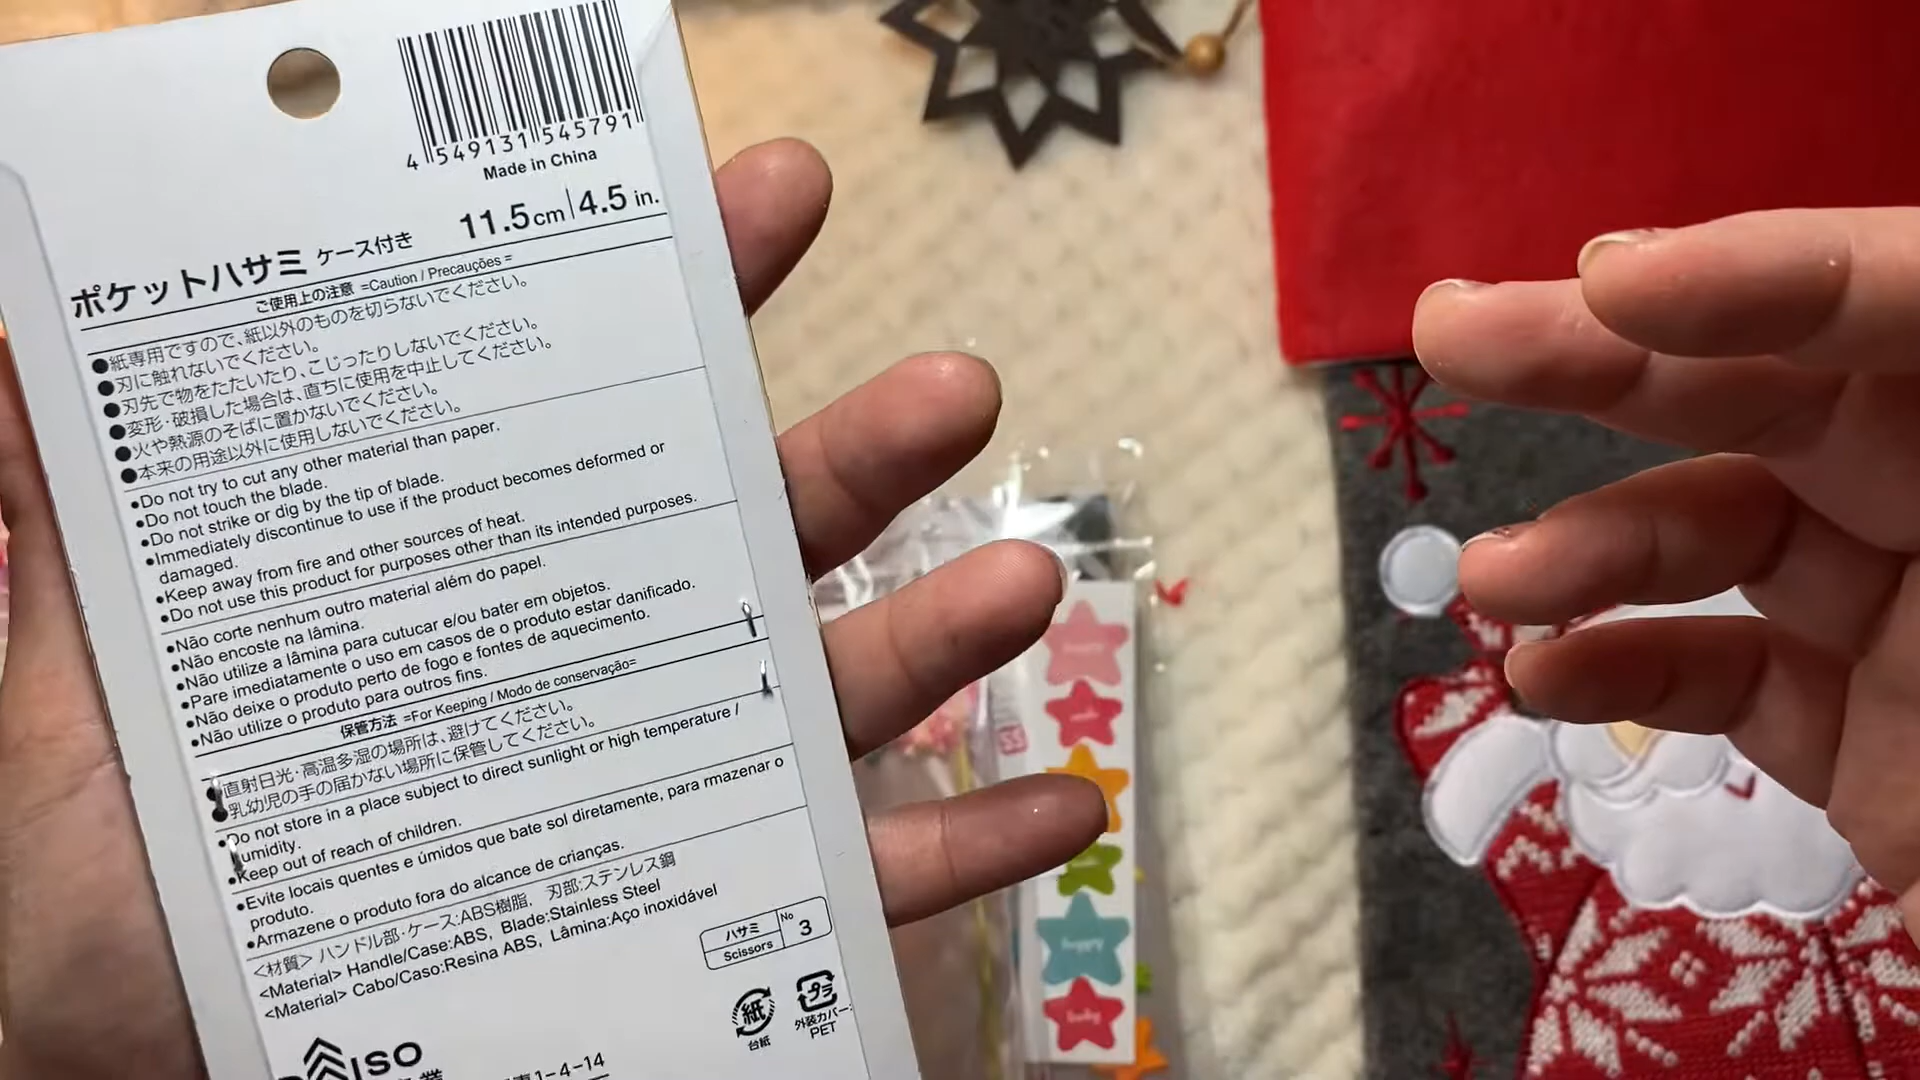 4 549131 545791
Made in China
11.5cm 4.5 in.
ポケットハサミ ケース付き
ご使用上の注意 =Caution / Precauções =
●紙専用ですので、紙以外のものを切らないでください。
●刃に触れないでください。
●刃先で物をたたいたり、こじったりしないでください。
●変形・破損した場合は、直ちに使用を中止してください。
●火や熱源のそばに置かないでください。
●本来の用途以外に使用しないでください。
•Do not try to cut any other material than paper.
•Do not touch the blade.
•Do not strike or dig by the tip of blade.
•Immediately discontinue to use if the product becomes deformed or
damaged.
•Keep away from fire and other sources of heat.
•Do not use this product for purposes other than its intended purposes.
•Não corte nenhum outro material além do papel.
•Não encoste na lâmina.
•Não utilize a lâmina para cutucar e/ou bater em objetos.
•Pare imediatamente o uso em casos de o produto estar danificado.
•Não deixe o produto perto de fogo e fontes de aquecimento.
•Não utilize o produto para outros fins.
保管方法 =For Keeping / Modo de conservação=
●直射日光・高温多湿の場所は、避けてください。
●乳幼児の手の届かない場所に保管してください。
•Do not store in a place subject to direct sunlight or high temperature /
humidity.
•Keep out of reach of children.
•Evite locais quentes e úmidos que bate sol diretamente, para rmazenar o
produto.
•Armazene o produto fora do alcance de crianças.
<材質> ハンドル部・ケース:ABS樹脂, 刃部:ステンレス鋼
<Material> Handle/Case:ABS, Blade:Stainless Steel
<Material> Cabo/Caso:Resina ABS, Lâmina:Aço inoxidável
ハサミ
Scissors
No
3
紙
台紙
プラ
外装カバー:
PET
DAISO
1-4-14
happy
lucky